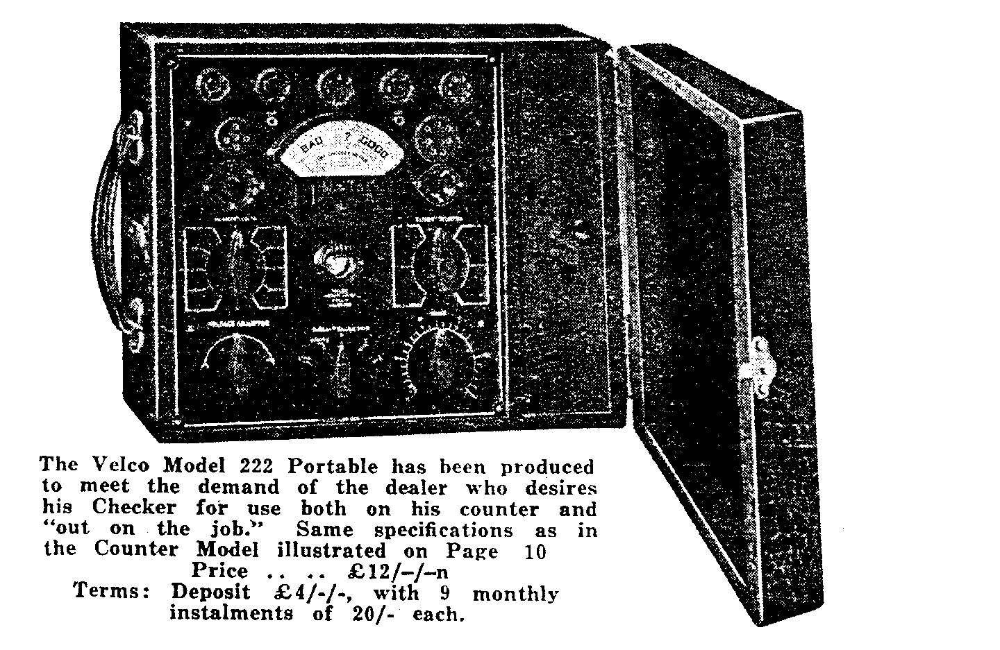 BAD ? GOOD
The Velco Model 222 Portable has been produced
to meet the demand of the dealer who desires
his Checker for use both on his counter and
“out on the job.” Same specifications as in
the Counter Model illustrated on Page 10
Price .. .. £12/-/-n
Terms: Deposit £4/-/-, with 9 monthly
instalments of 20/- each.